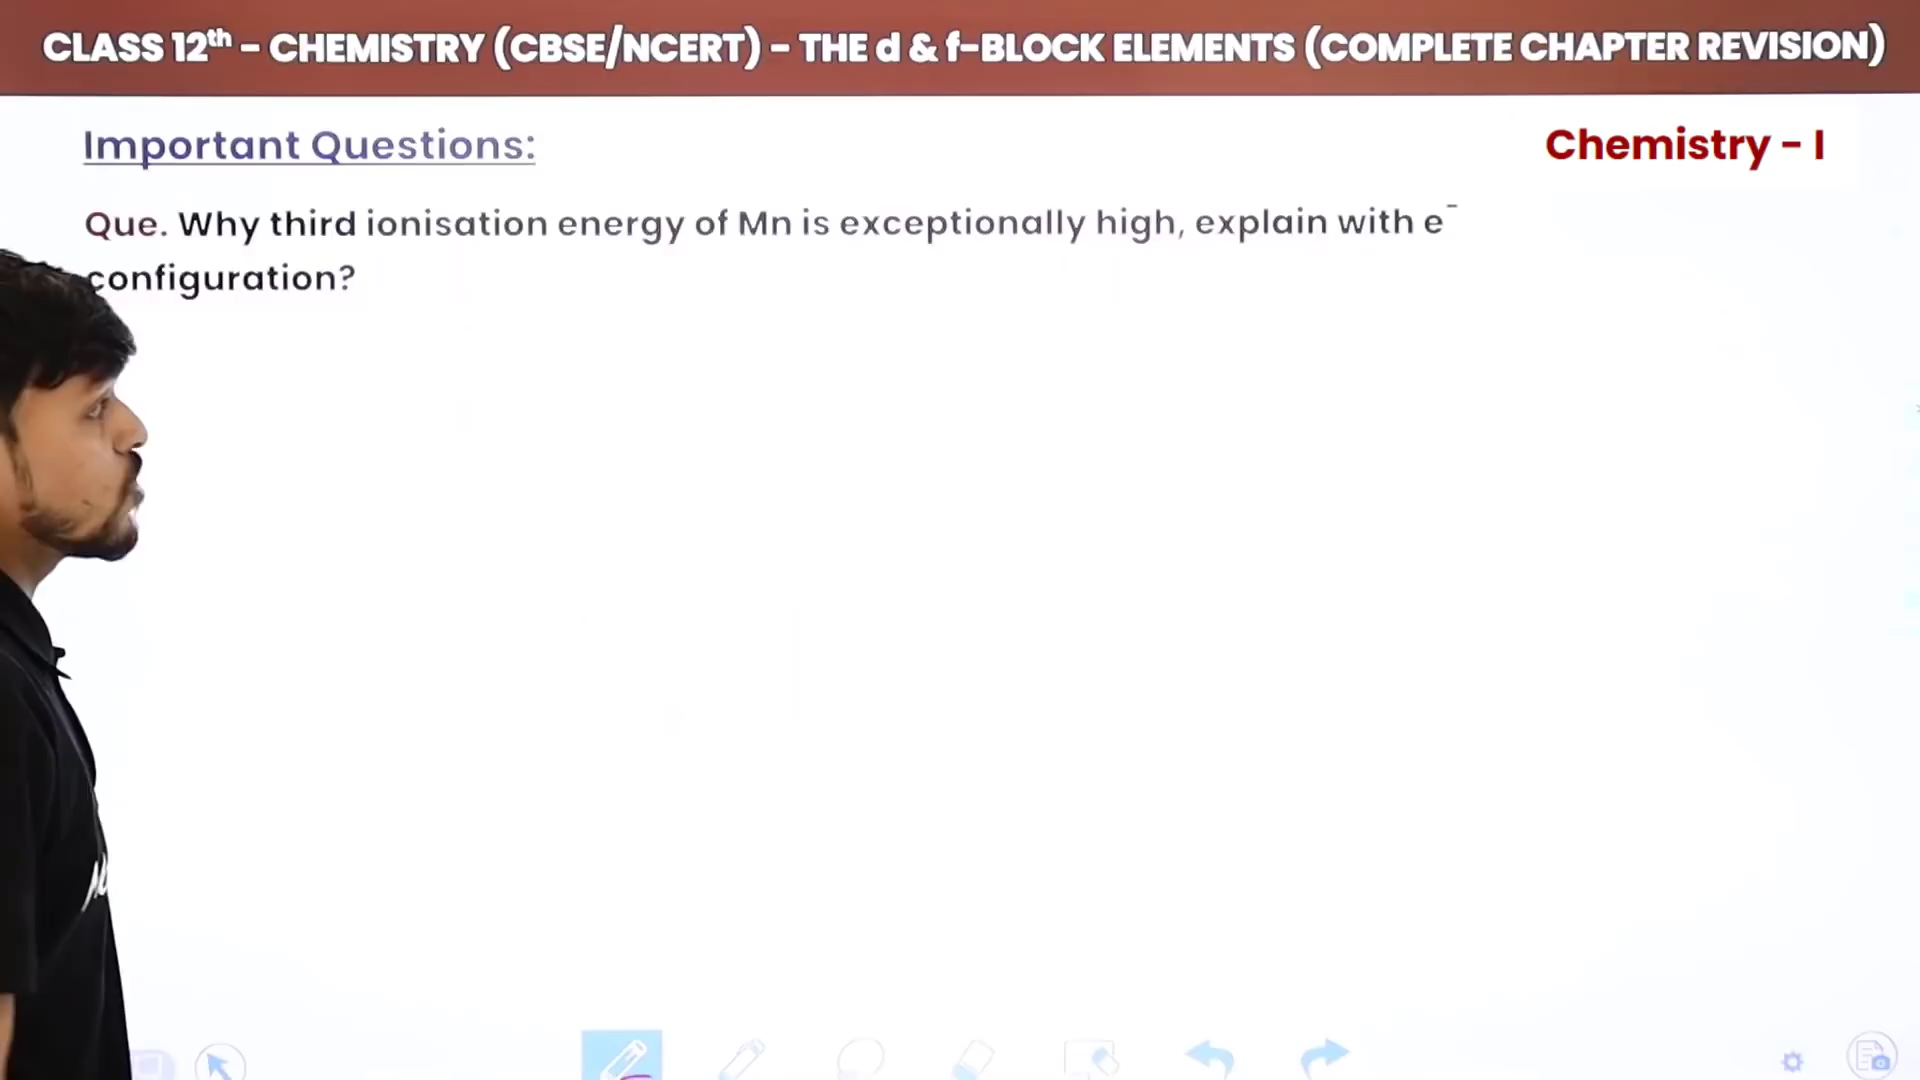 CLASS 12th - CHEMISTRY (CBSE/NCERT) - THE d & f-BLOCK ELEMENTS (COMPLETE CHAPTER REVISION)
Important Questions:
Chemistry - I
Que. Why third ionisation energy of Mn is exceptionally high, explain with e⁻
configuration?